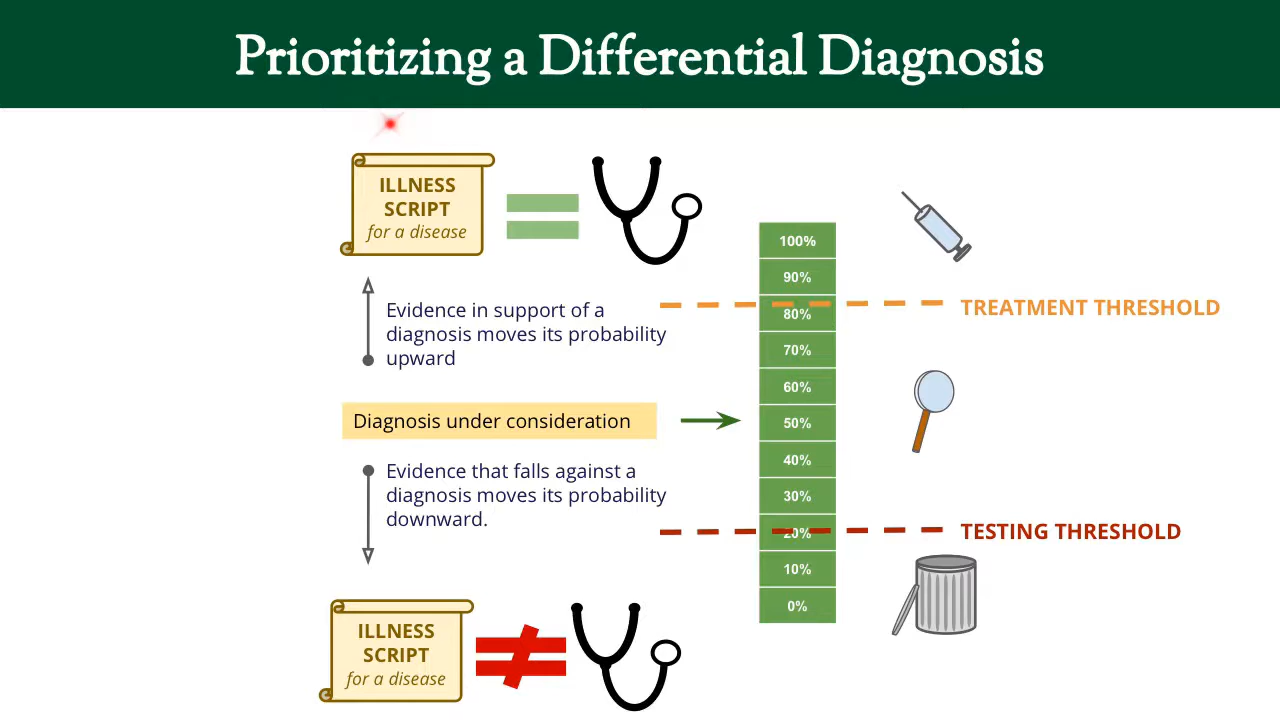 Prioritizing a Differential Diagnosis
ILLNESS
SCRIPT
for a disease
Evidence in support of a
diagnosis moves its probability
upward
Diagnosis under consideration
Evidence that falls against a
diagnosis moves its probability
downward.
ILLNESS
SCRIPT
for a disease
100%
90%
80%
70%
60%
50%
40%
30%
20%
10%
0%
TREATMENT THRESHOLD
TESTING THRESHOLD